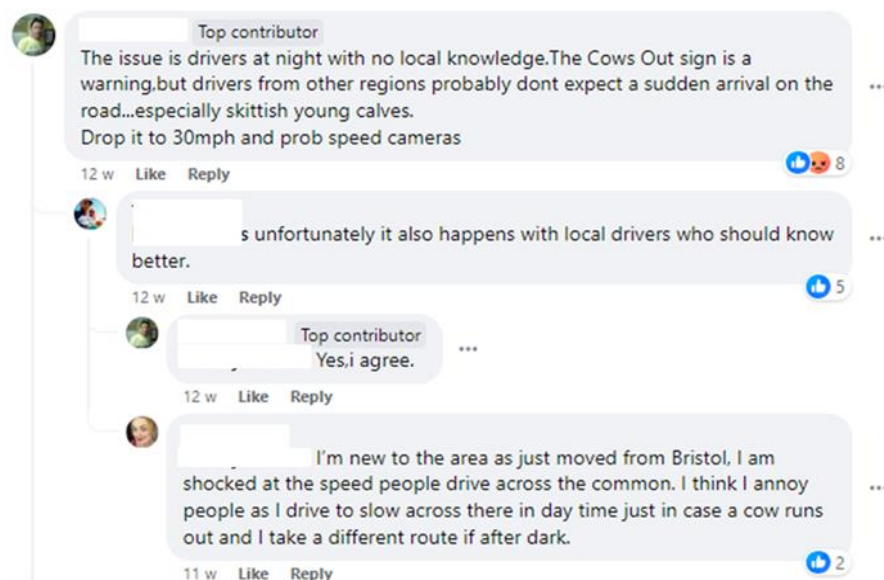 Top contributor
The issue is drivers at night with no local knowledge.The Cows Out sign is a
warning,but drivers from other regions probably dont expect a sudden arrival on the
road...especially skittish young calves.
Drop it to 30mph and prob speed cameras
8
12 w Like Reply
s unfortunately it also happens with local drivers who should know
better.
5
12 w Like Reply
Top contributor
Yes,i agree.
12 w Like Reply
I'm new to the area as just moved from Bristol, I am
shocked at the speed people drive across the common. I think I annoy
people as I drive to slow across there in day time just in case a cow runs
out and I take a different route if after dark.
2
11 w Like Reply